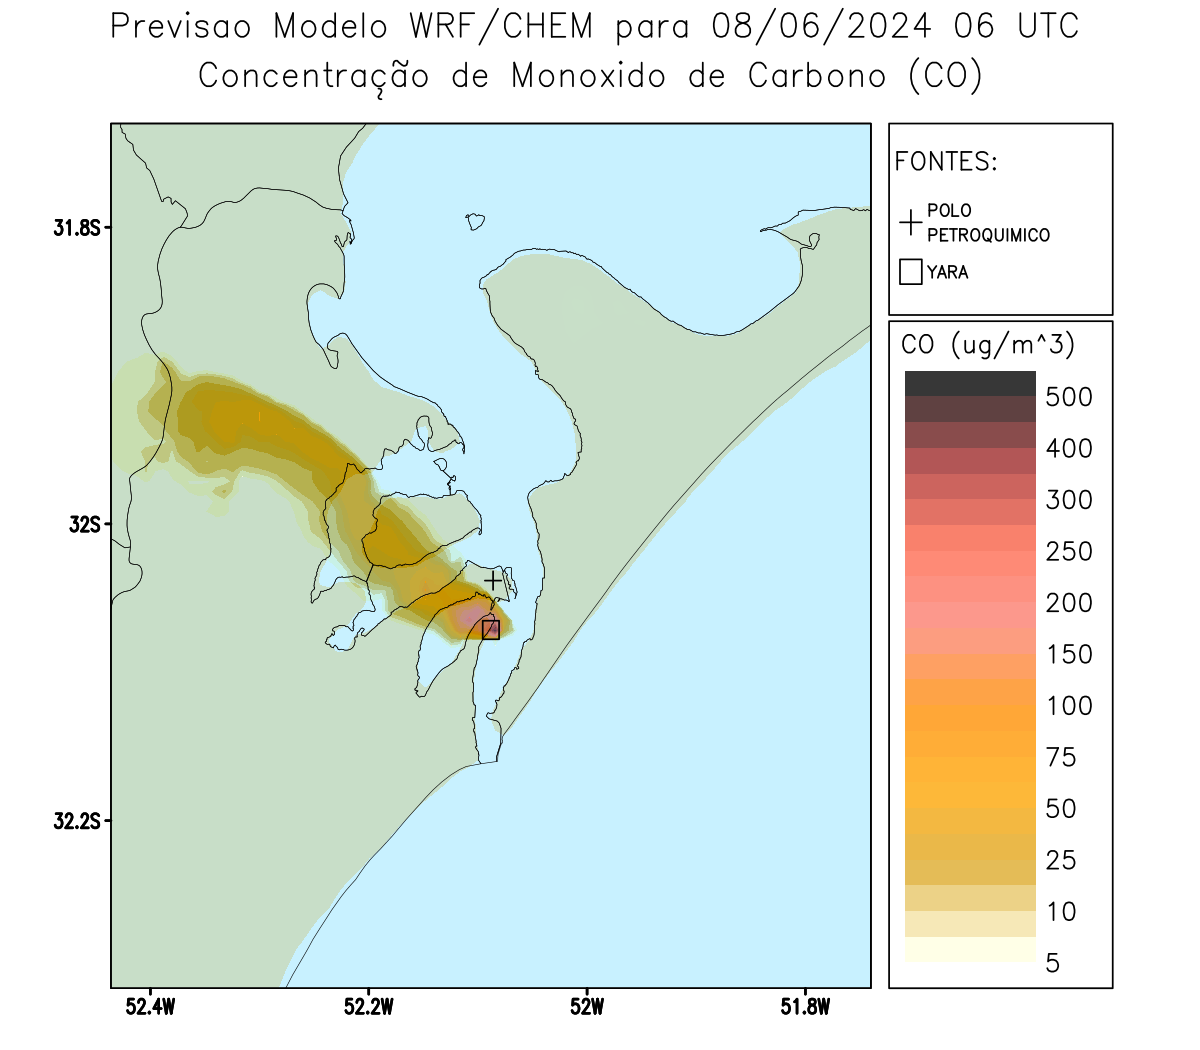 Previsao Modelo WRF/CHEM para 08/06/2024 06 UTC
Concentração de Monoxido de Carbono (CO)
FONTES:
POLO
PETROQUIMICO
YARA
CO (ug/m^3)
500
400
300
250
200
150
100
75
50
25
10
5
31.8S
32S
32.2S
52.4W
52.2W
52W
51.8W